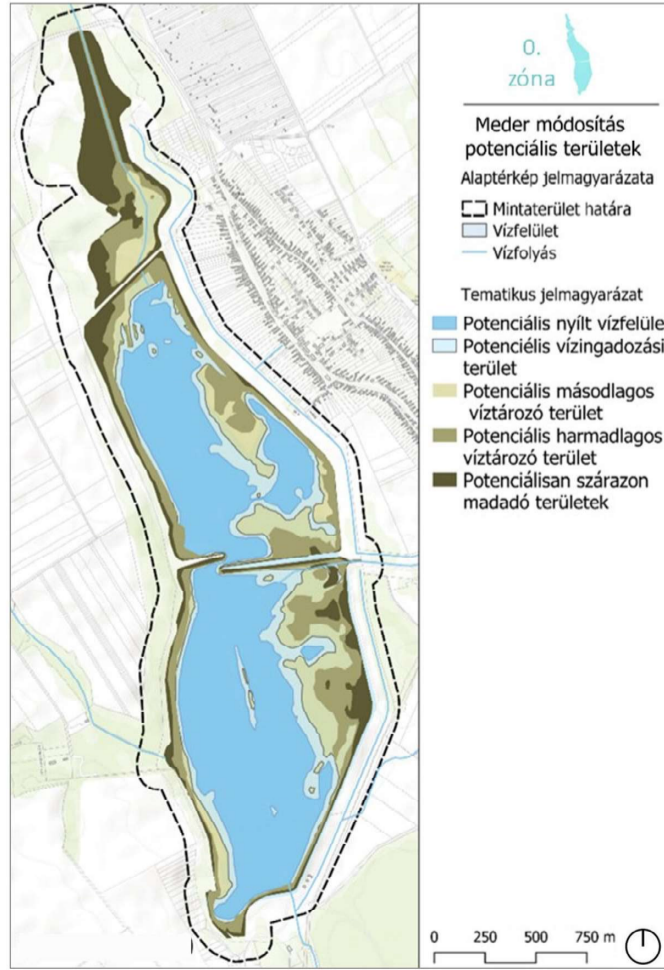 0.
zóna
Meder módosítás
potenciális területek
Alaptérkép jelmagyarázata
Mintaterület határa
Vízfelület
Vízfolyás
Tematikus jelmagyarázat
Potenciális nyílt vízfelüle
Potenciélis vízingadozási
terület
Potenciális másodlagos
víztározó terület
Potenciális harmadlagos
víztározó terület
Potenciálisan szárazon
madadó területek
0 250 500 750 m